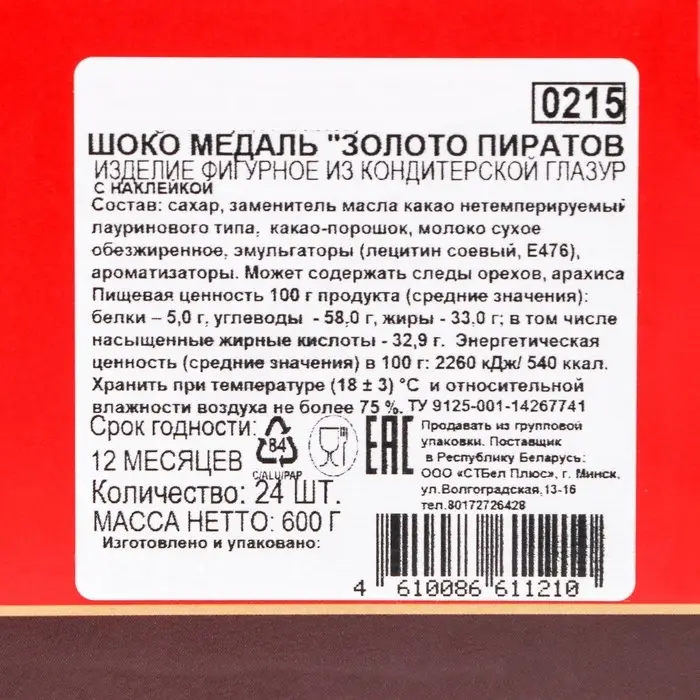 0215
ШОКО МЕДАЛЬ "ЗОЛОТО ПИРАТОВ
ИЗДЕЛИЕ ФИГУРНОЕ ИЗ КОНДИТЕРСКОЙ ГЛАЗУР
С НАКЛЕЙКОЙ
Состав: сахар, заменитель масла какао нетемперируемый
лауринового типа, какао-порошок, молоко сухое
обезжиренное, эмульгаторы (лецитин соевый, Е476),
ароматизаторы. Может содержать следы орехов, арахиса
Пищевая ценность 100 г продукта (средние значения):
белки – 5,0 г, углеводы - 58,0 г, жиры - 33,0 г; в том числе
насыщенные жирные кислоты - 32,9 г. Энергетическая
ценность (средние значения) в 100 г: 2260 кДж/ 540 ккал.
Хранить при температуре (18 ± 3) °C и относительной
влажности воздуха не более 75 %. ТУ 9125-001-14267741
Срок годности:
12 МЕСЯЦЕВ
84
C/ALU/PAP
EAC
Количество: 24 ШТ.
МАССА НЕТТО: 600 Г
Изготовлено и упаковано:
Продавать из групповой
упаковки. Поставщик
в Республику Беларусь:
ООО «СТБел Плюс», г. Минск,
ул.Волгоградская,13-16
тел.80172726428
4 610086 611210